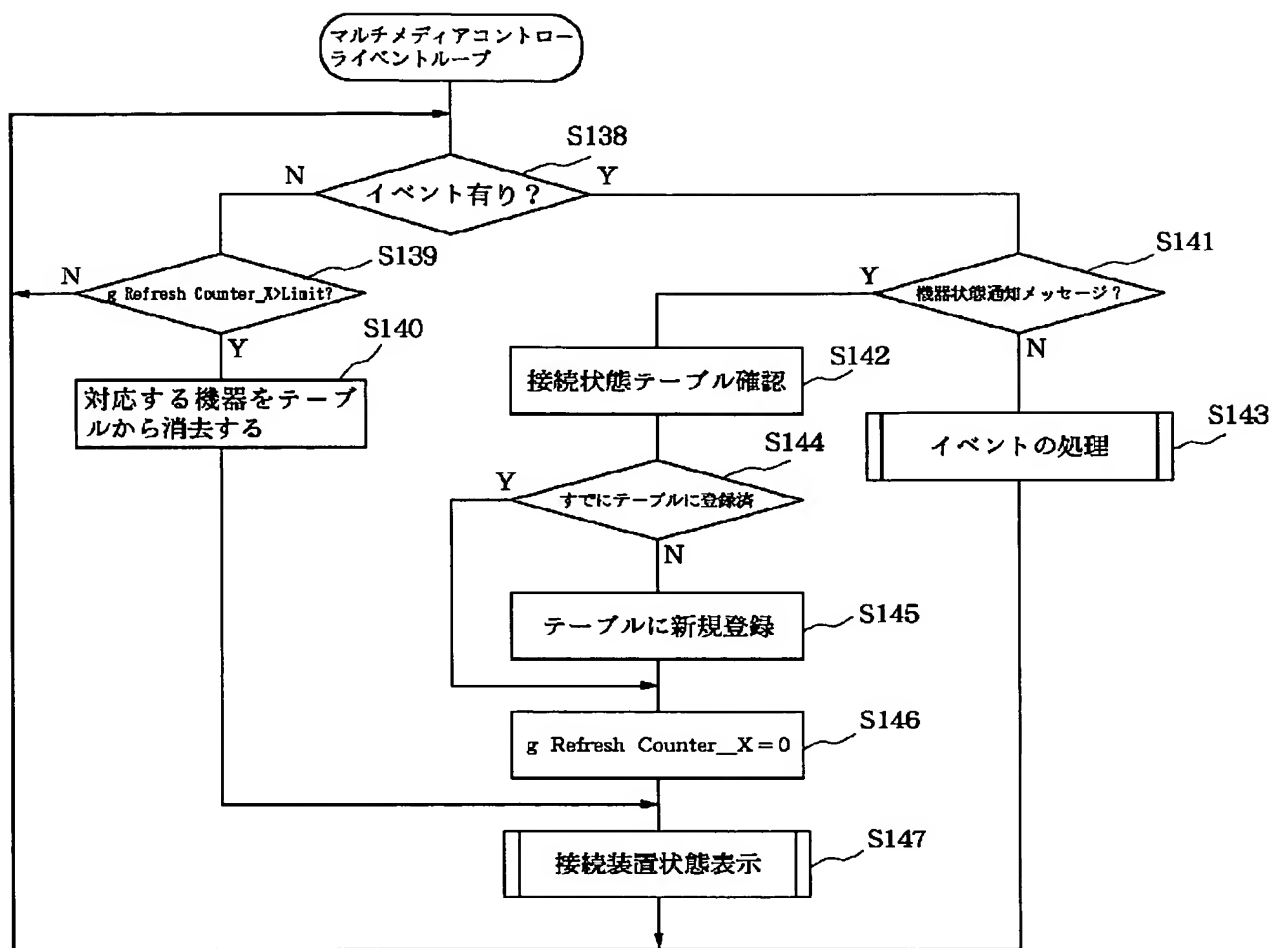 マルチメディアコントロー
ライベントループ
S138
N
イベント有り？
Y
S139
N
g Refresh Counter_X>Limit?
Y
S141
Y
機器状態通知メッセージ？
N
S140
対応する機器をテーブ
ルから消去する
S142
接続状態テーブル確認
S143
イベントの処理
S144
Y
すでにテーブルに登録済
N
S145
テーブルに新規登録
S146
g Refresh Counter__X=0
S147
接続装置状態表示